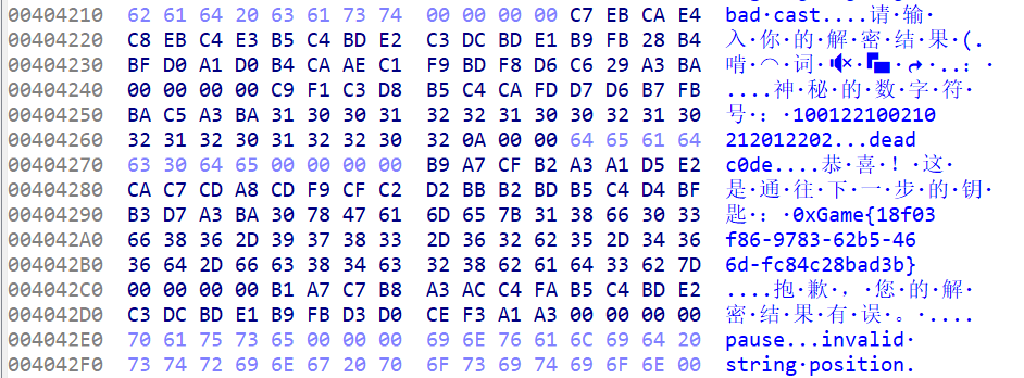 00404210 62 61 64 20 63 61 73 74 00 00 00 00 C7 EB CA E4 bad·cast....请·输·
00404220 C8 EB C4 E3 B5 C4 BD E2 C3 DC BD E1 B9 FB 28 B4 入·你·的·解·密·结·果·(.
00404230 BF D0 A1 D0 B4 CA AE C1 F9 BD F8 D6 C6 29 A3 BA 啃·⌒·词·..:·
00404240 00 00 00 00 C9 F1 C3 D8 B5 C4 CA FD D7 D6 B7 FB ....神·秘·的·数·字·符·
00404250 BA C5 A3 BA 31 30 30 31 32 32 31 30 30 32 31 30 号·:·100122100210
00404260 32 31 32 30 31 32 32 30 32 0A 00 00 64 65 61 64 212012202...dead
00404270 63 30 64 65 00 00 00 00 B9 A7 CF B2 A3 A1 D5 E2 c0de....恭·喜·!·这·
00404280 CA C7 CD A8 CD F9 CF C2 D2 BB B2 BD B5 C4 D4 BF 是·通·往·下·一·步·的·钥·
00404290 B3 D7 A3 BA 30 78 47 61 6D 65 7B 31 38 66 30 33 匙·:·0xGame{18f03
004042A0 66 38 36 2D 39 37 38 33 2D 36 32 62 35 2D 34 36 f86-9783-62b5-46
004042B0 36 64 2D 66 63 38 34 63 32 38 62 61 64 33 62 7D 6d-fc84c28bad3b}
004042C0 00 00 00 00 B1 A7 C7 B8 A3 AC C4 FA B5 C4 BD E2 ....抱·歉·,·您·的·解·
004042D0 C3 DC BD E1 B9 FB D3 D0 CE F3 A1 A3 00 00 00 00 密·结·果·有·误·。·....
004042E0 70 61 75 73 65 00 00 00 69 6E 76 61 6C 69 64 20 pause...invalid·
004042F0 73 74 72 69 6E 67 20 70 6F 73 69 74 69 6F 6E 00 string·position.